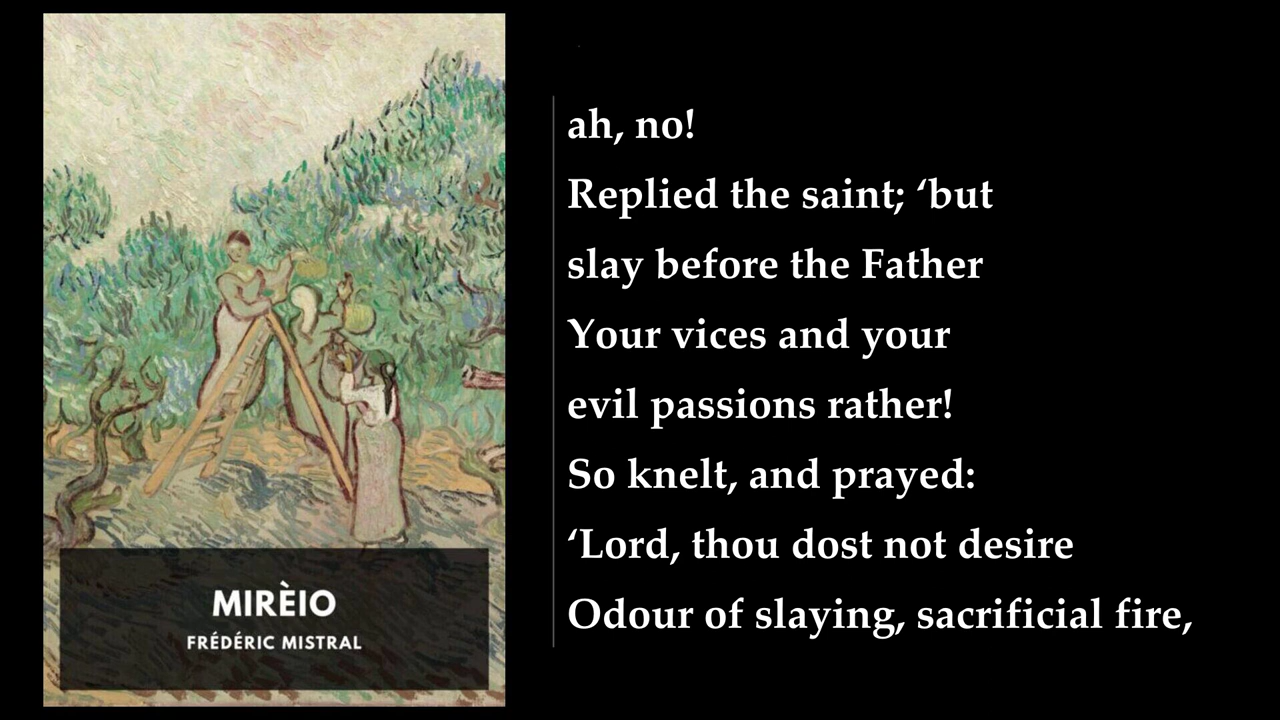 MIRÈIO
FRÉDÉRIC MISTRAL
ah, no!
Replied the saint; ‘but
slay before the Father
Your vices and your
evil passions rather!
So knelt, and prayed:
‘Lord, thou dost not desire
Odour of slaying, sacrificial fire,